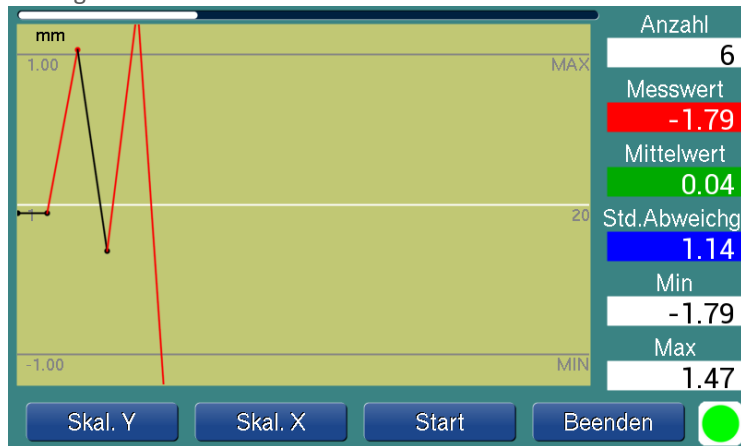 mm
1.00
MAX
1
20
-1.00
MIN
Anzahl
6
Messwert
-1.79
Mittelwert
0.04
Std.Abweichg
1.14
Min
-1.79
Max
1.47
Skal. Y
Skal. X
Start
Beenden